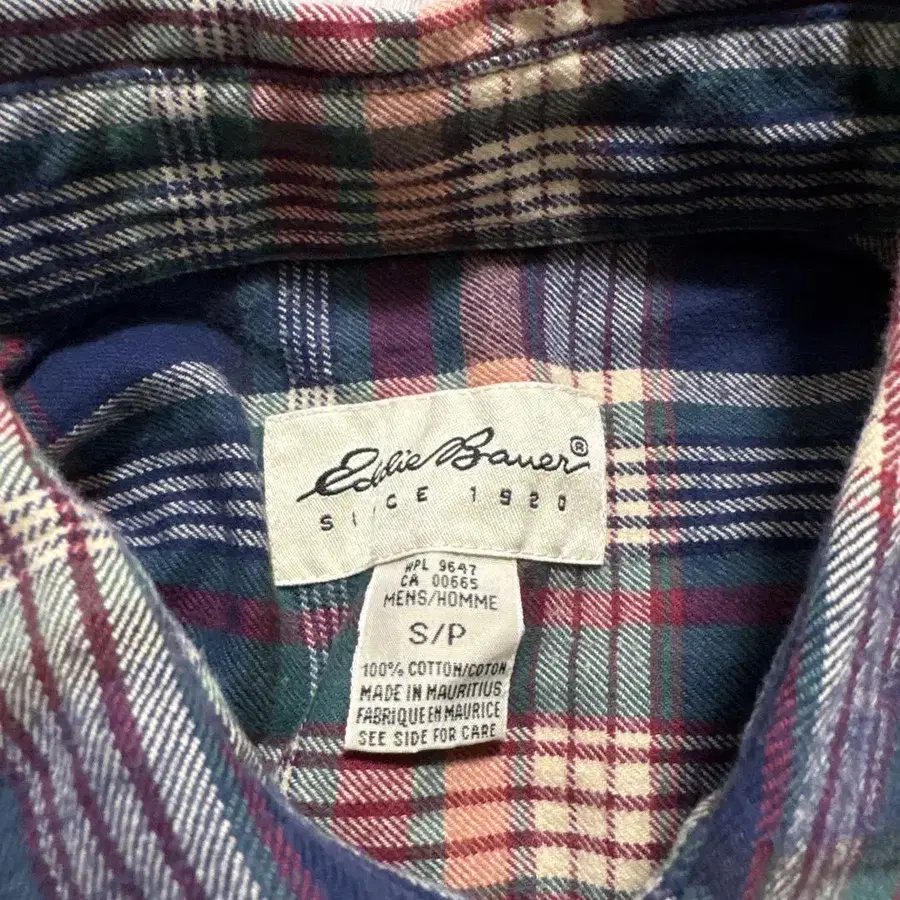 Eddie Bauer®
SINCE 1920
WPL 9647
CA 00665
MENS/HOMME
S/P
100% COTTON/COTON
MADE IN MAURITIUS
FABRIQUE EN MAURICE
SEE SIDE FOR CARE